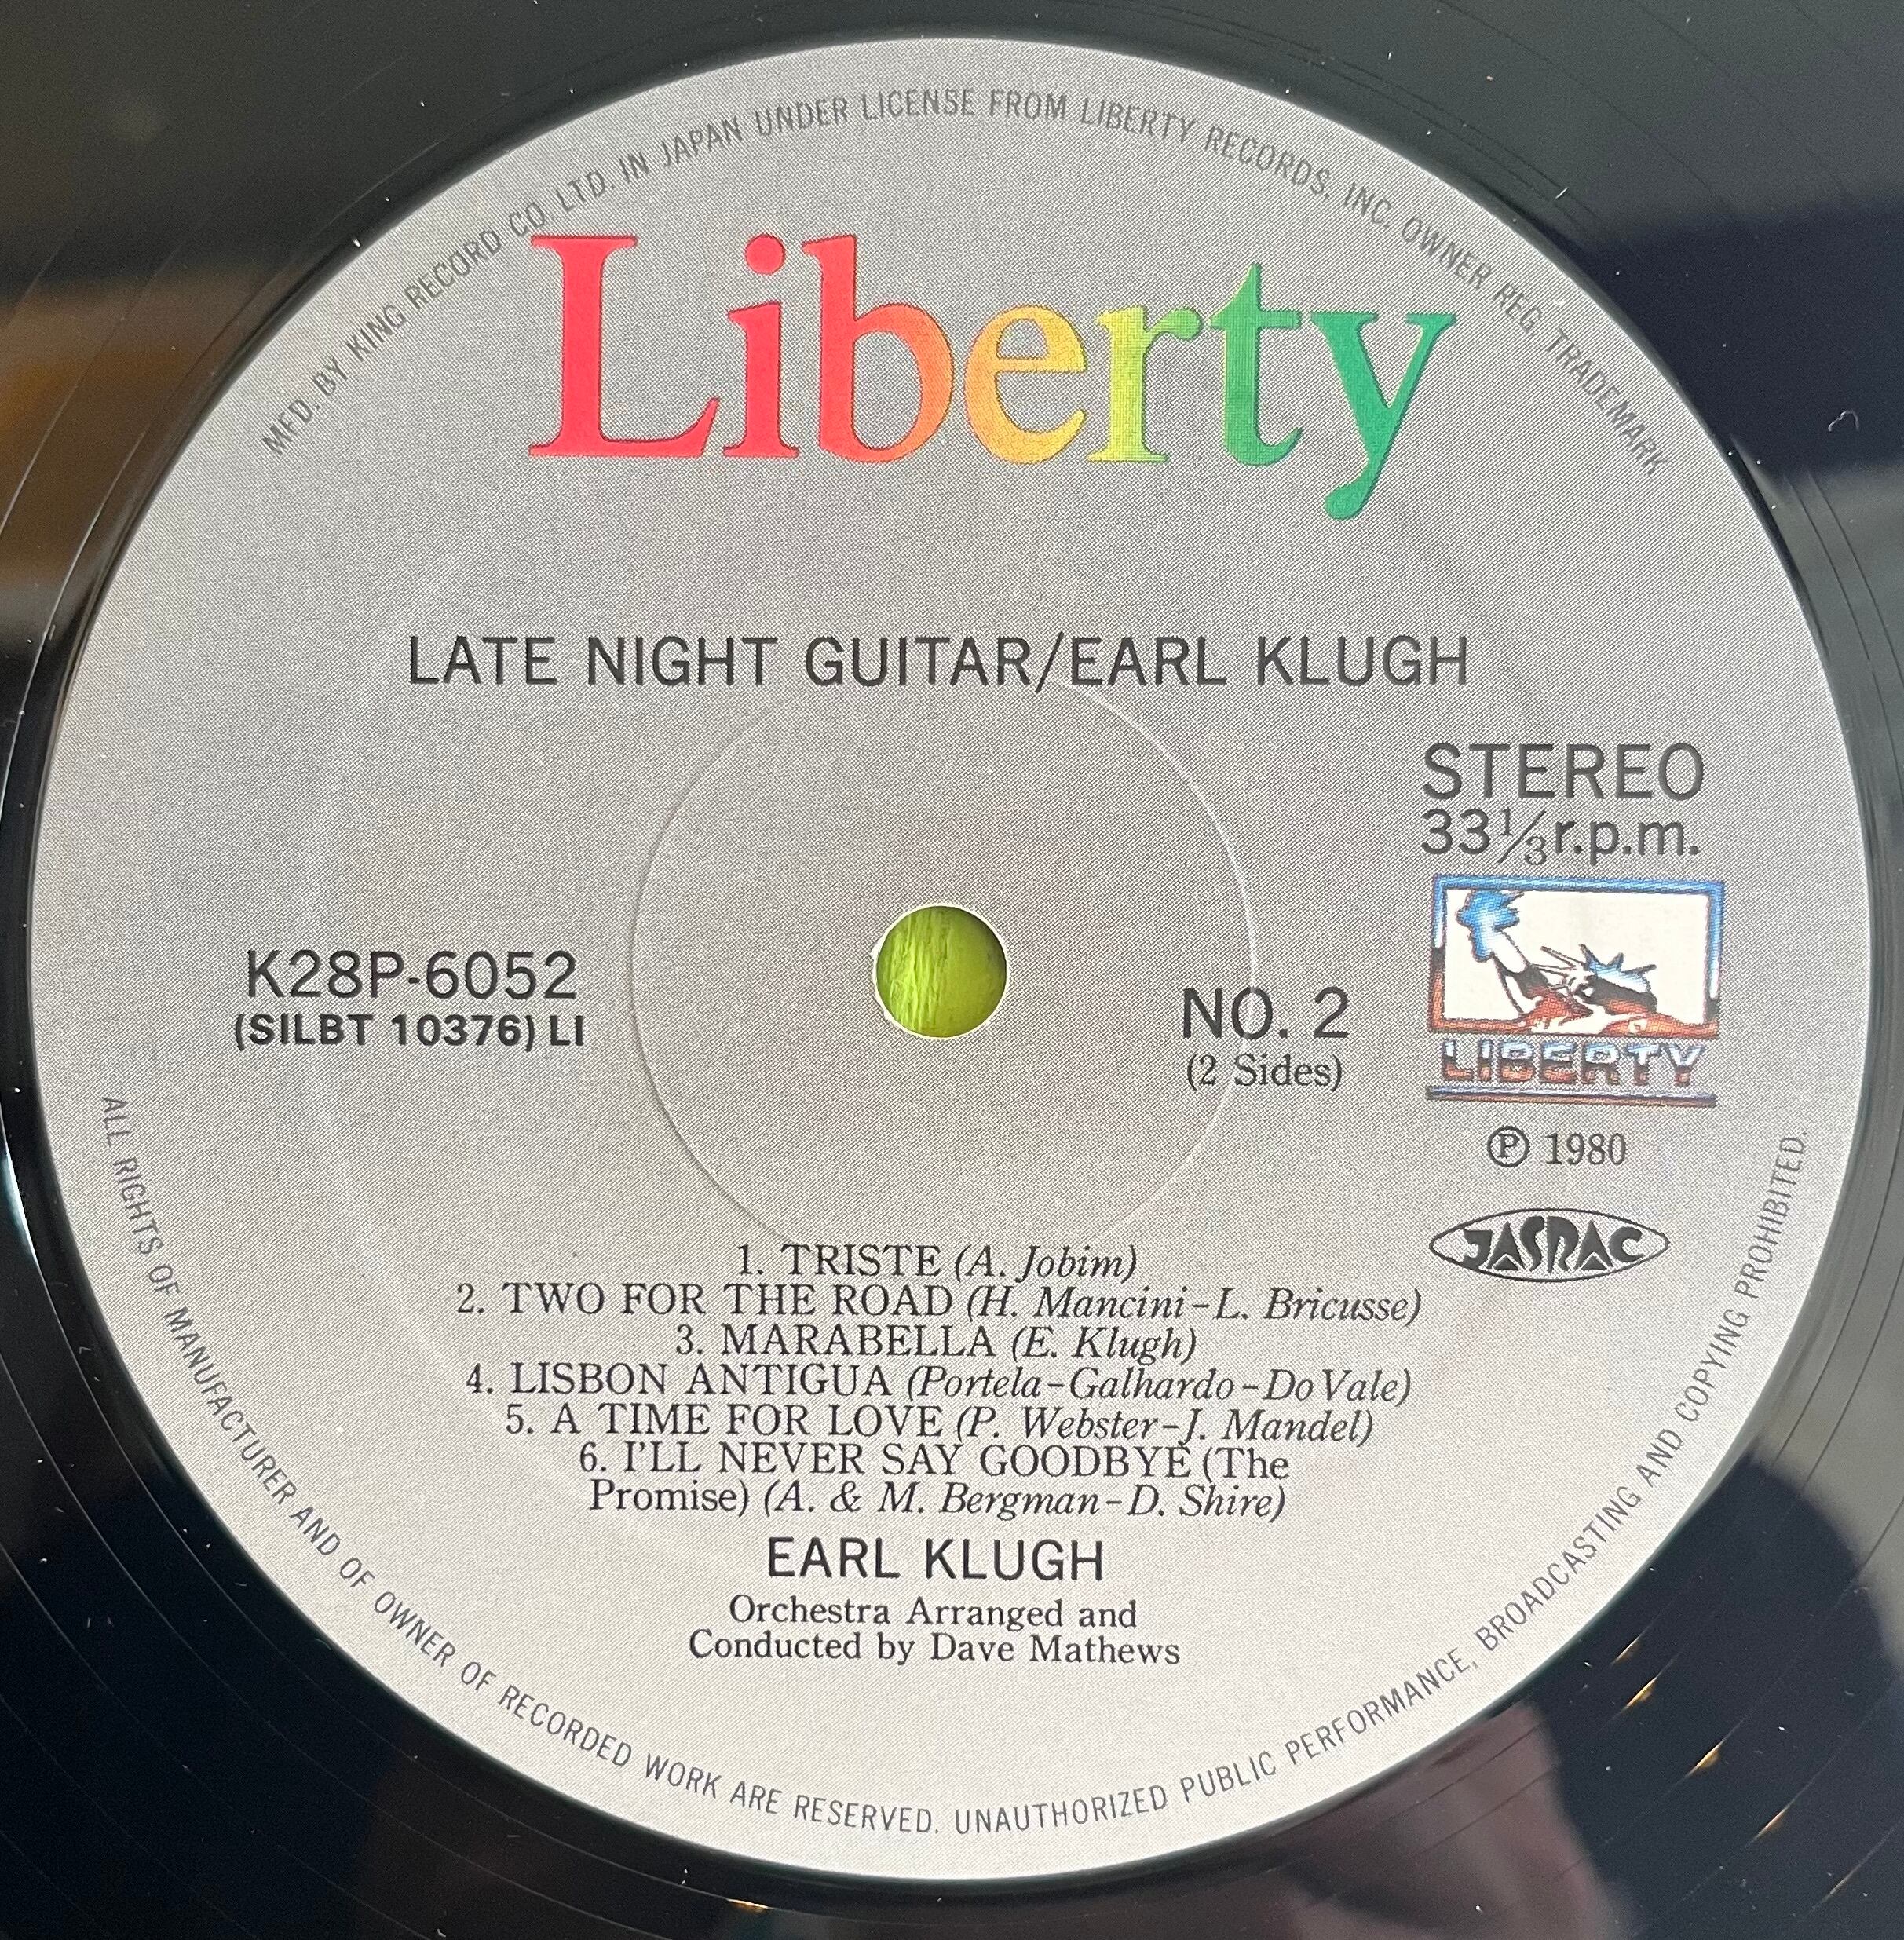 MFD. BY KING RECORD CO. LTD. IN JAPAN UNDER LICENSE FROM LIBERTY RECORDS, INC. OWNER REG. TRADEMARK
Liberty
LATE NIGHT GUITAR/EARL KLUGH
STEREO
33⅓r.p.m.
K28P-6052
(SILBT 10376) LI
NO. 2
(2 Sides)
LIBERTY
Ⓟ 1980
JASRAC
1. TRISTE (A. Jobim)
2. TWO FOR THE ROAD (H. Mancini-L. Bricusse)
3. MARABELLA (E. Klugh)
4. LISBON ANTIGUA (Portela-Galhardo-Do Vale)
5. A TIME FOR LOVE (P. Webster-J. Mandel)
6. I'LL NEVER SAY GOODBYE (The
Promise) (A. & M. Bergman-D. Shire)
EARL KLUGH
Orchestra Arranged and
Conducted by Dave Mathews
ALL RIGHTS OF MANUFACTURER AND OF OWNER OF RECORDED WORK ARE RESERVED. UNAUTHORIZED PUBLIC PERFORMANCE, BROADCASTING AND COPYING PROHIBITED.